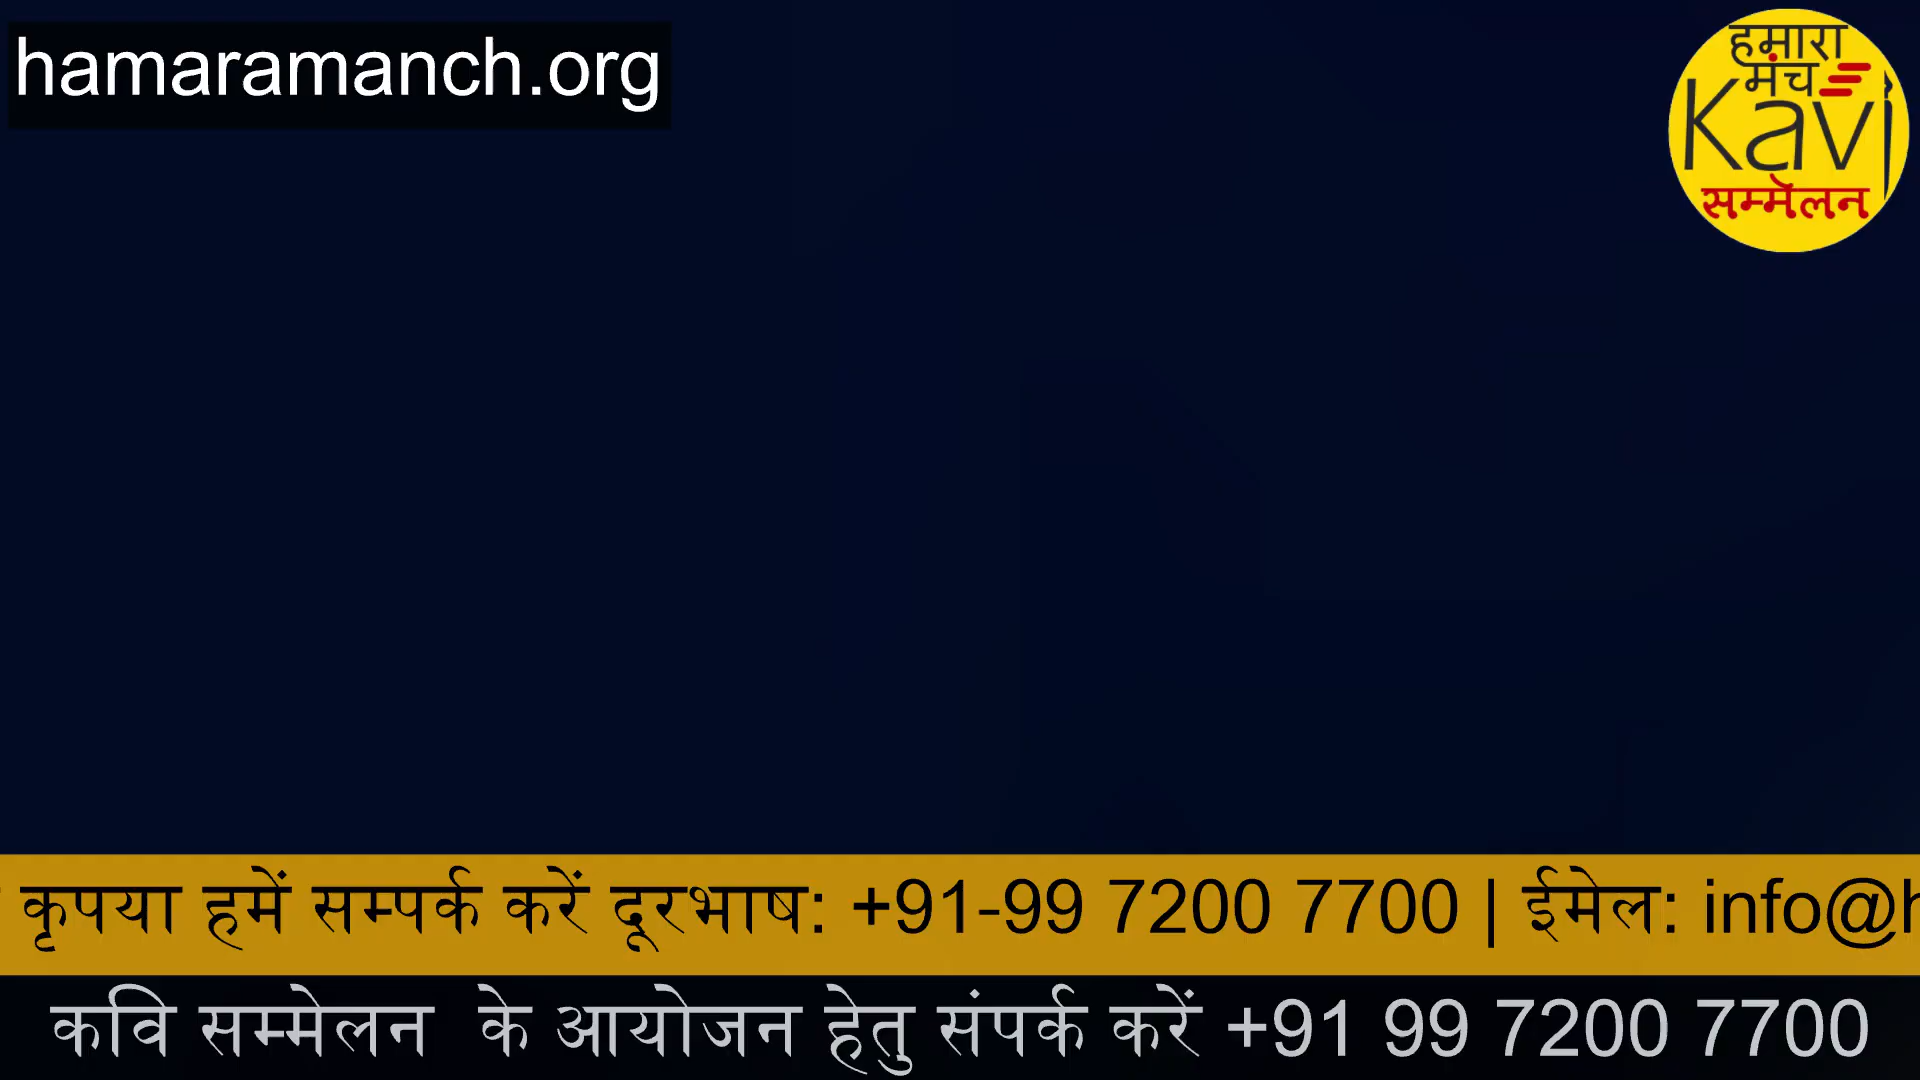 hamaramanch.org
हमारा
मंच
Kavi
सम्मेलन
कृपया हमें सम्पर्क करें दूरभाष: +91-99 7200 7700 | ईमेल: info@h
कवि सम्मेलन के आयोजन हेतु संपर्क करें +91 99 7200 7700